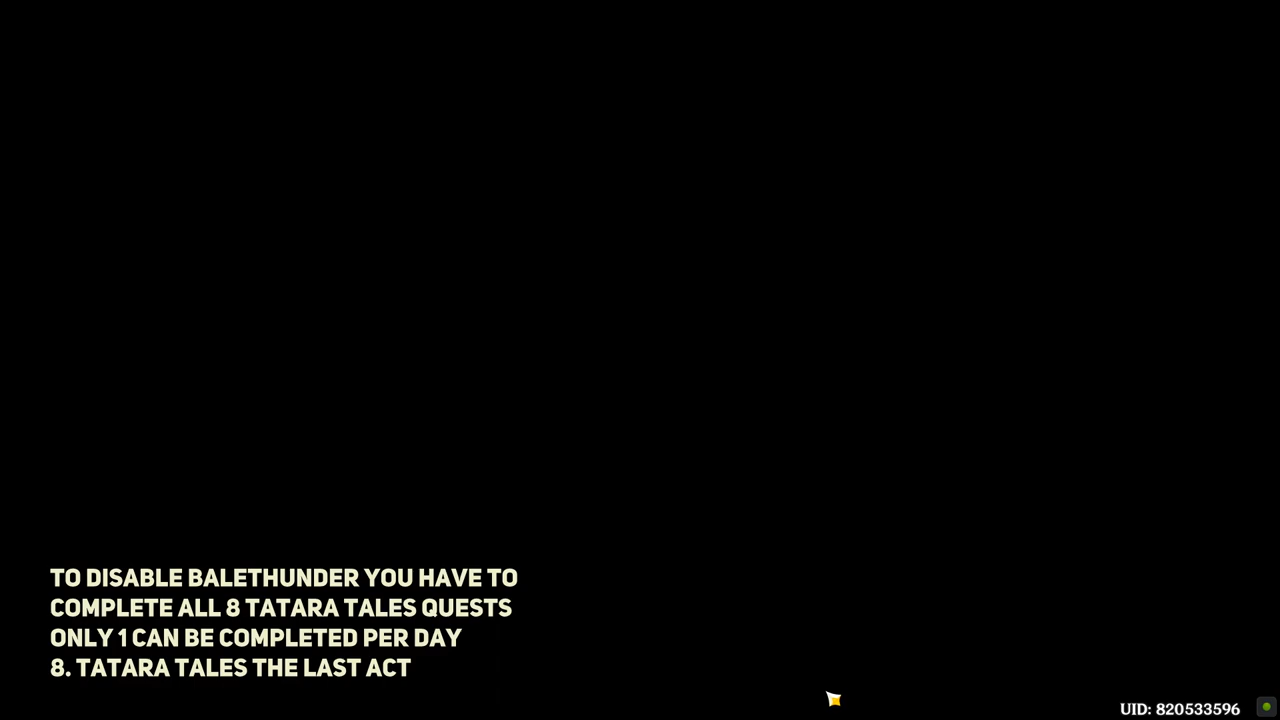 TO DISABLE BALETHUNDER YOU HAVE TO
COMPLETE ALL 8 TATARA TALES QUESTS
ONLY 1 CAN BE COMPLETED PER DAY
8. TATARA TALES THE LAST ACT
UID: 820533596